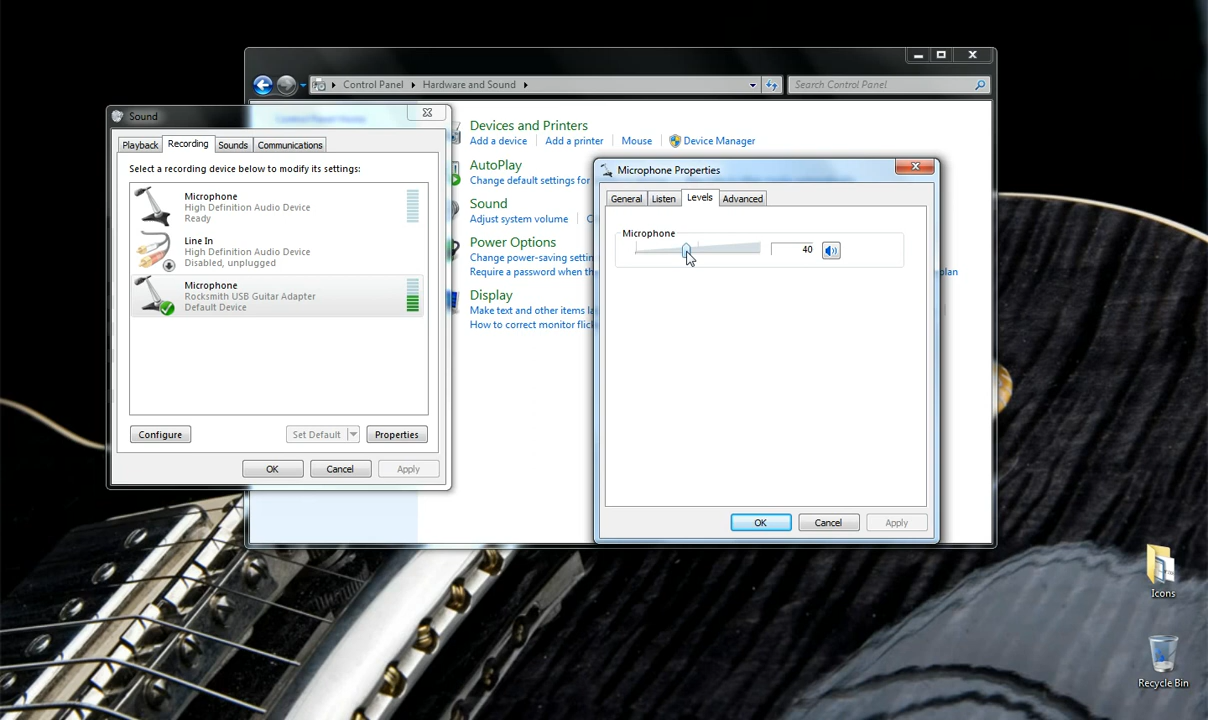 Control Panel
Hardware and Sound
Search Control Panel
Sound
Playback
Recording
Sounds
Communications
Select a recording device below to modify its settings:
Microphone
High Definition Audio Device
Ready
Line In
High Definition Audio Device
Disabled, unplugged
Microphone
Rocksmith USB Guitar Adapter
Default Device
Configure
Set Default
Properties
OK
Cancel
Apply
Devices and Printers
Add a device
Add a printer
Mouse
Device Manager
AutoPlay
Change default settings for
Sound
Adjust system volume
Power Options
Change power-saving
Require a password when
Display
Make text and other items
How to correct monitor
plan
Microphone Properties
General
Listen
Levels
Advanced
Microphone
40
OK
Cancel
Apply
Icons
Recycle Bin